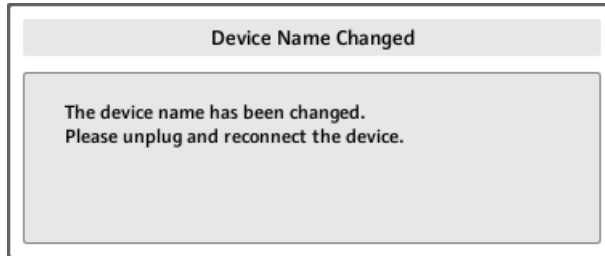 Device Name Changed
The device name has been changed.
Please unplug and reconnect the device.